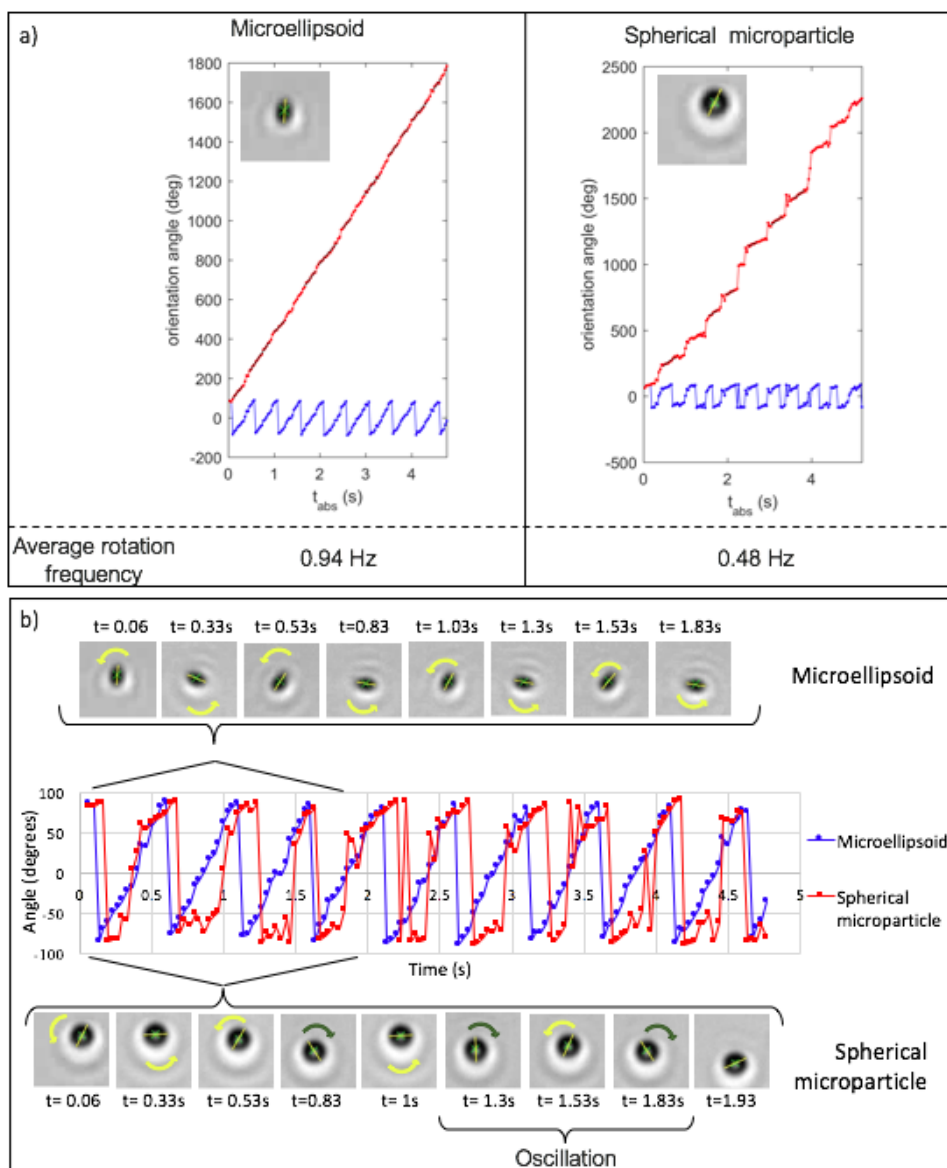 a)
Microellipsoid
1800
1600
1400
1200
1000
800
600
400
200
0
-200
orientation angle (deg)
0 1 2 3 4
t_abs (s)
Spherical microparticle
2500
2000
1500
1000
500
0
-500
orientation angle (deg)
0 2 4
t_abs (s)
Average rotation
frequency
0.94 Hz
0.48 Hz
b)
t= 0.06 t= 0.33s t= 0.53s t=0.83 t= 1.03s t= 1.3s t= 1.53s t= 1.83s
Microellipsoid
100
50
0
-50
-100
Angle (degrees)
0 0.5 1 1.5 2 2.5 3 3.5 4 4.5 5
Time (s)
Microellipsoid
Spherical
microparticle
Spherical
microparticle
t= 0.06 t= 0.33s t= 0.53s t=0.83 t= 1s t= 1.3s t= 1.53s t= 1.83s t=1.93
Oscillation